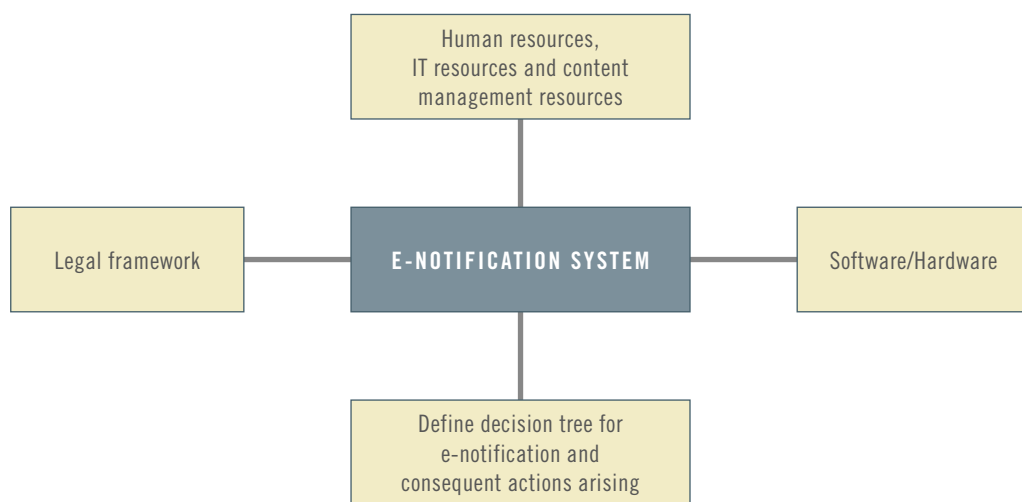 Human resources,
IT resources and content
management resources
Legal framework
E-NOTIFICATION SYSTEM
Software/Hardware
Define decision tree for
e-notification and
consequent actions arising